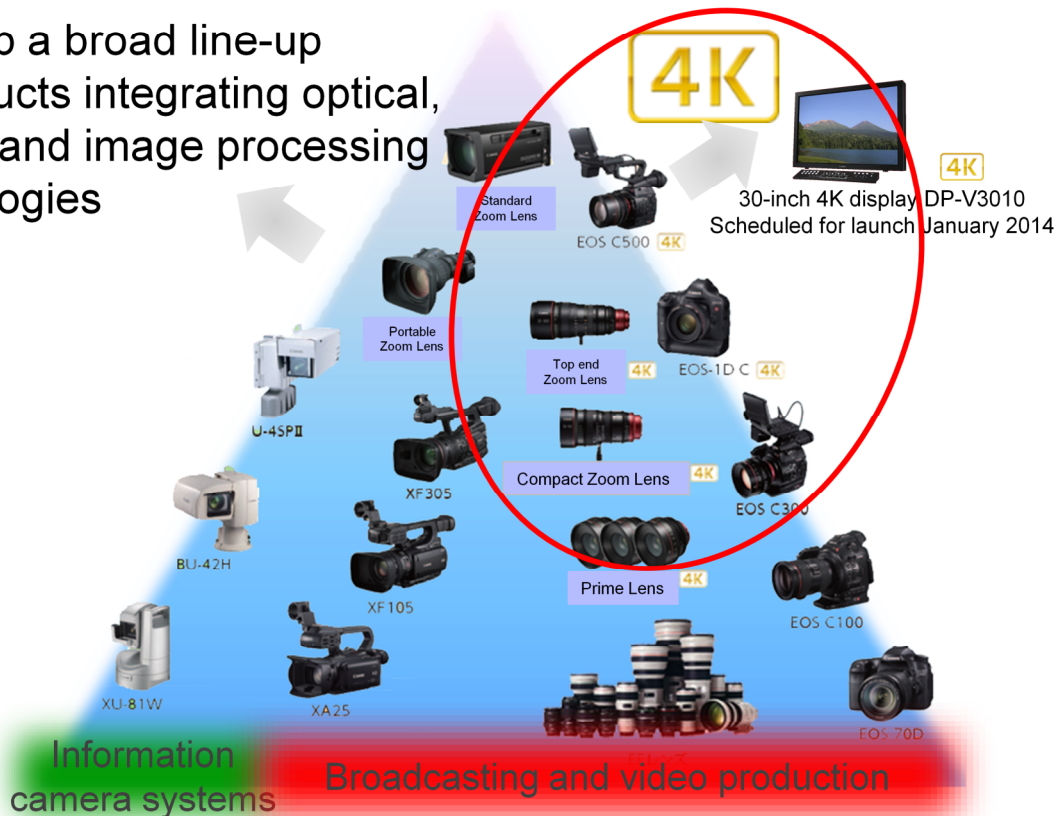 a broad line-up
ucts integrating optical,
and image processing
ogies
4K
4K
30-inch 4K display DP-V3010
Scheduled for launch January 2014
Standard
Zoom Lens
EOS C500 4K
Portable
Zoom Lens
Top end
Zoom Lens
4K
EOS-1D C 4K
U-4SPII
XF305
Compact Zoom Lens
4K
EOS C300
BU-42H
XF105
Prime Lens
4K
EOS C100
XU-81W
XA25
EOS 70D
Information
camera systems
Broadcasting and video production